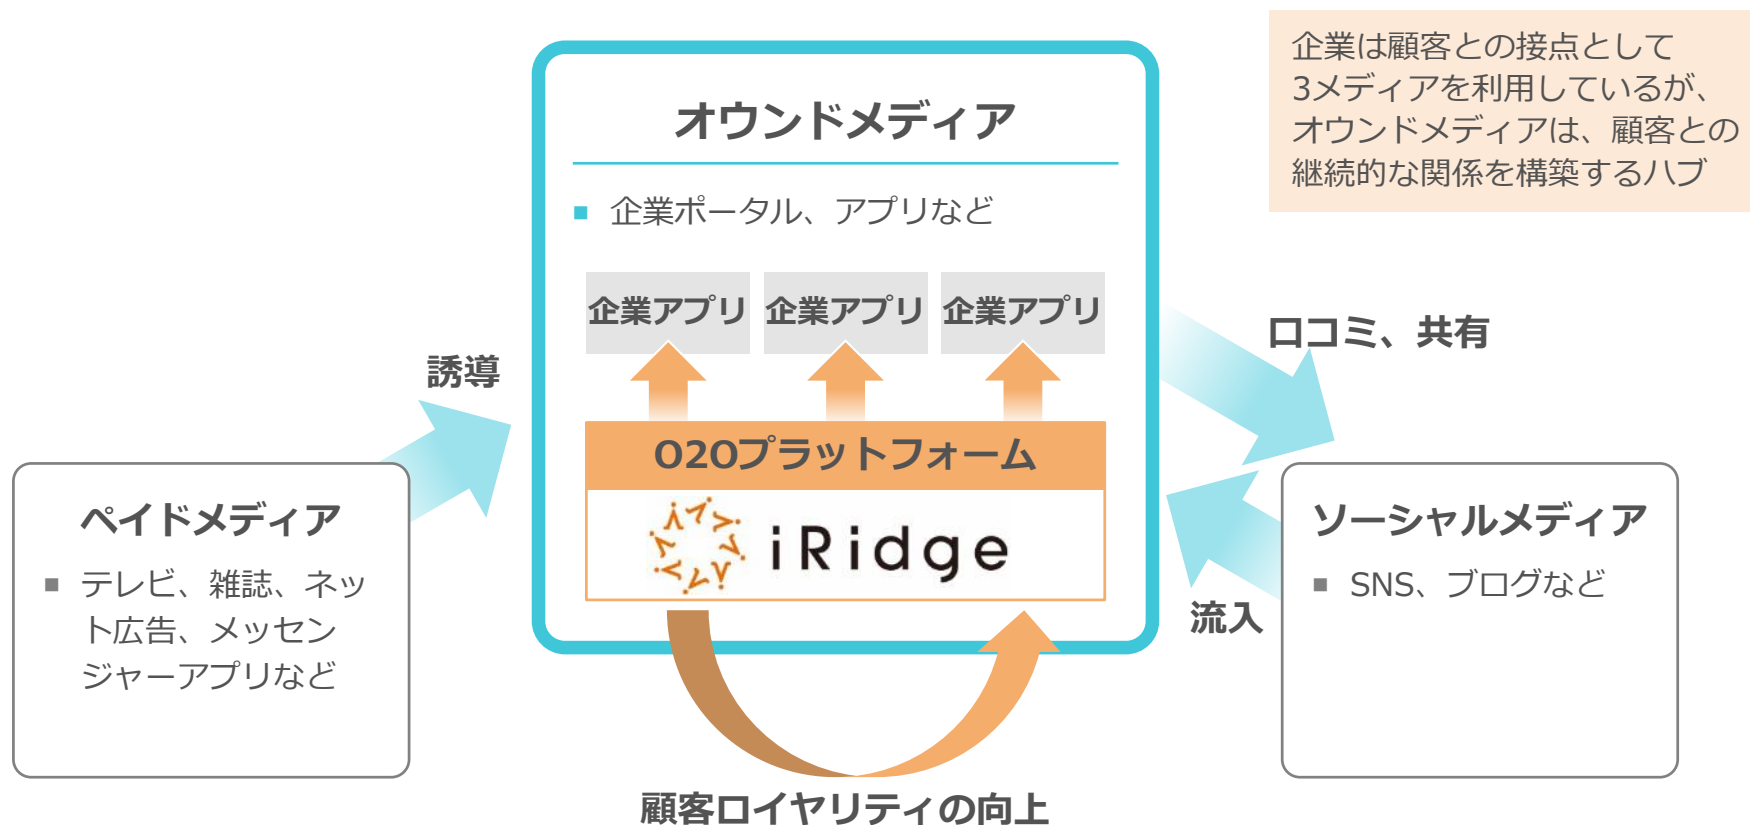 企業は顧客との接点として
3メディアを利用しているが、
オウンドメディアは、顧客との
継続的な関係を構築するハブ
オウンドメディア
■ 企業ポータル、アプリなど
企業アプリ 企業アプリ 企業アプリ
誘導
口コミ、共有
O2Oプラットフォーム
iRidge
ペイドメディア
■ テレビ、雑誌、ネッ
ト広告、メッセン
ジャーアプリなど
ソーシャルメディア
■ SNS、ブログなど
流入
顧客ロイヤリティの向上